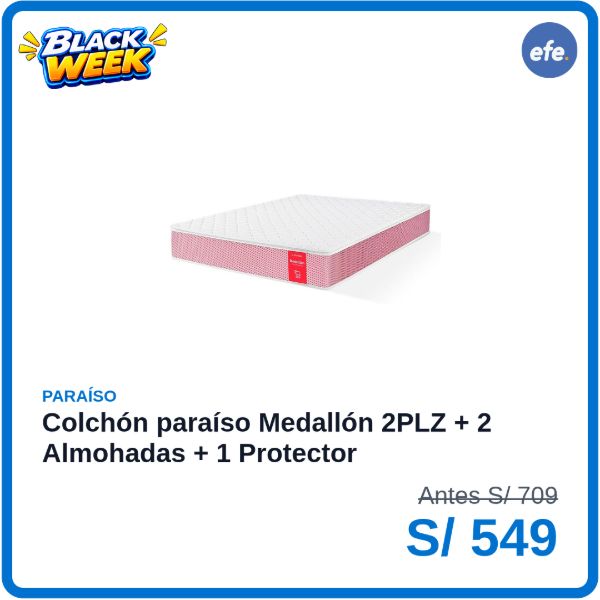 BLACK
WEEK
efe.
PARAÍSO
Colchón paraíso Medallón 2PLZ + 2
Almohadas + 1 Protector
Antes S/ 709
S/ 549